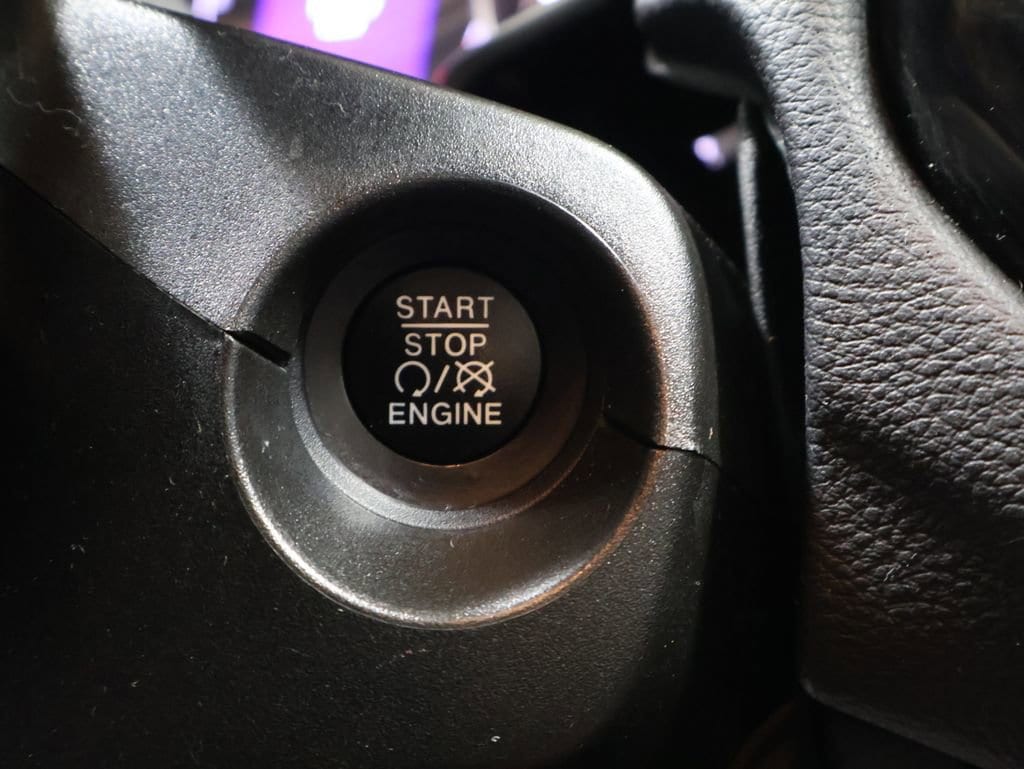 START
STOP
/
ENGINE